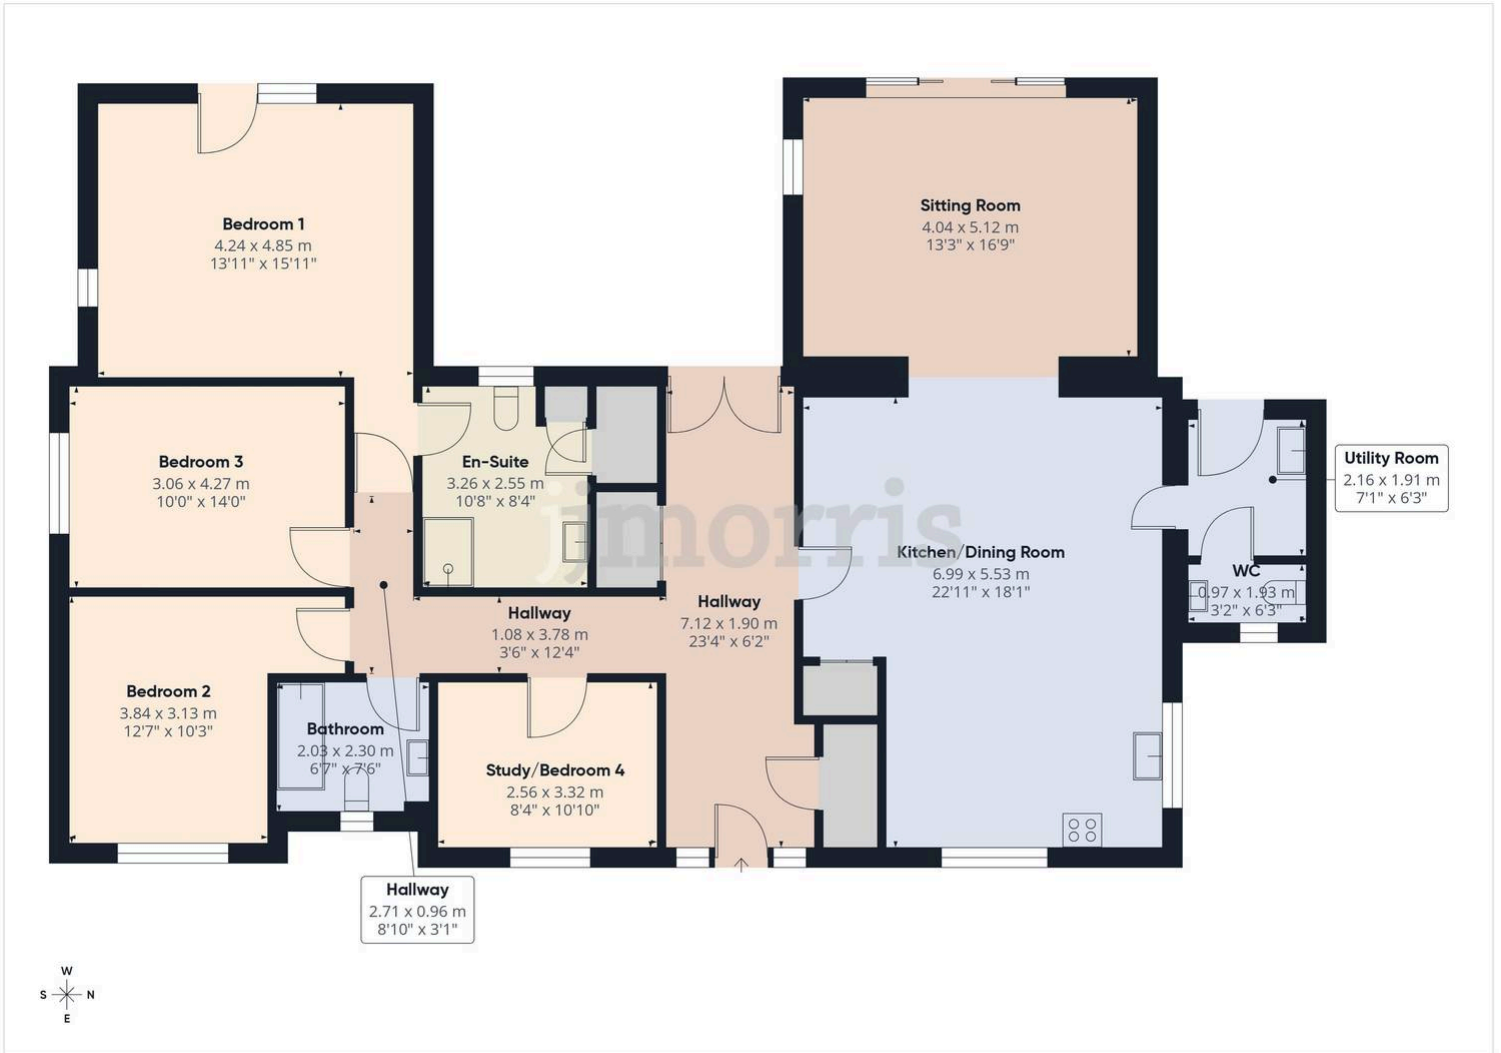 Bedroom 1
4.24 x 4.85 m
13'11" x 15'11"
Sitting Room
4.04 x 5.12 m
13'3" x 16'9"
Bedroom 3
3.06 x 4.27 m
10'0" x 14'0"
En-Suite
3.26 x 2.55 m
10'8" x 8'4"
Utility Room
2.16 x 1.91 m
7'1" x 6'3"
jjmorris
Kitchen/Dining Room
6.99 x 5.53 m
22'11" x 18'1"
WC
0.97 x 1.93 m
3'2" x 6'3"
Hallway
7.12 x 1.90 m
23'4" x 6'2"
Hallway
1.08 x 3.78 m
3'6" x 12'4"
Bedroom 2
3.84 x 3.13 m
12'7" x 10'3"
Bathroom
2.03 x 2.30 m
6'7" x 7'6"
Study/Bedroom 4
2.56 x 3.32 m
8'4" x 10'10"
Hallway
2.71 x 0.96 m
8'10" x 3'1"
W
S N
E